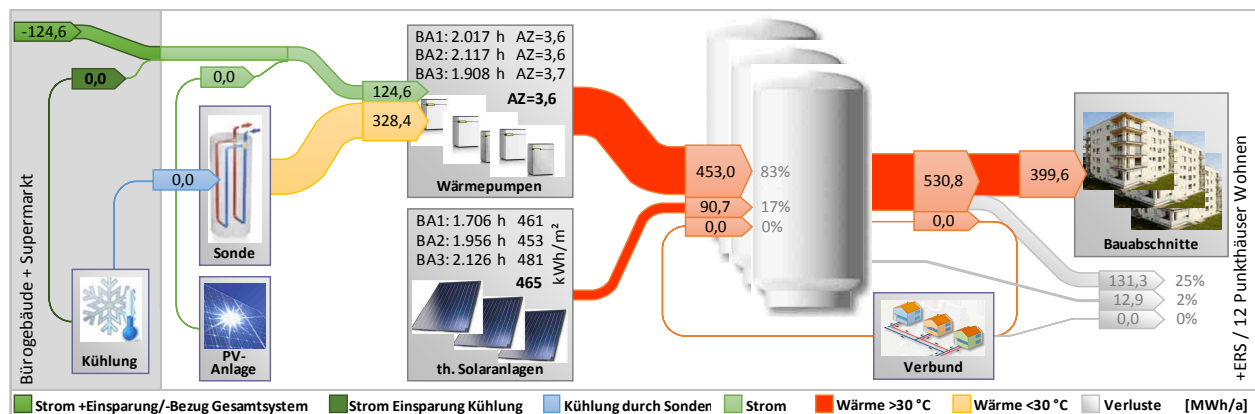 Bürogebäude + Supermarkt
-124,6
0,0
0,0
0,0
Kühlung
Sonde
PV-
Anlage
124,6
328,4
BA1: 2.017 h AZ=3,6
BA2: 2.117 h AZ=3,6
BA3: 1.908 h AZ=3,7
AZ=3,6
Wärmepumpen
BA1: 1.706 h 461
BA2: 1.956 h 453
BA3: 2.126 h 481
465
kWh/m²
th. Solaranlagen
453,0 83%
90,7 17%
0,0 0%
530,8
0,0
399,6
Bauabschnitte
131,3 25%
12,9 2%
0,0 0%
Verbund
+ERS / 12 Punkthäuser Wohnen
Strom +Einsparung/-Bezug Gesamtsystem Strom Einsparung Kühlung Kühlung durch Sonden Strom Wärme >30 °C Wärme <30 °C Verluste [MWh/a]